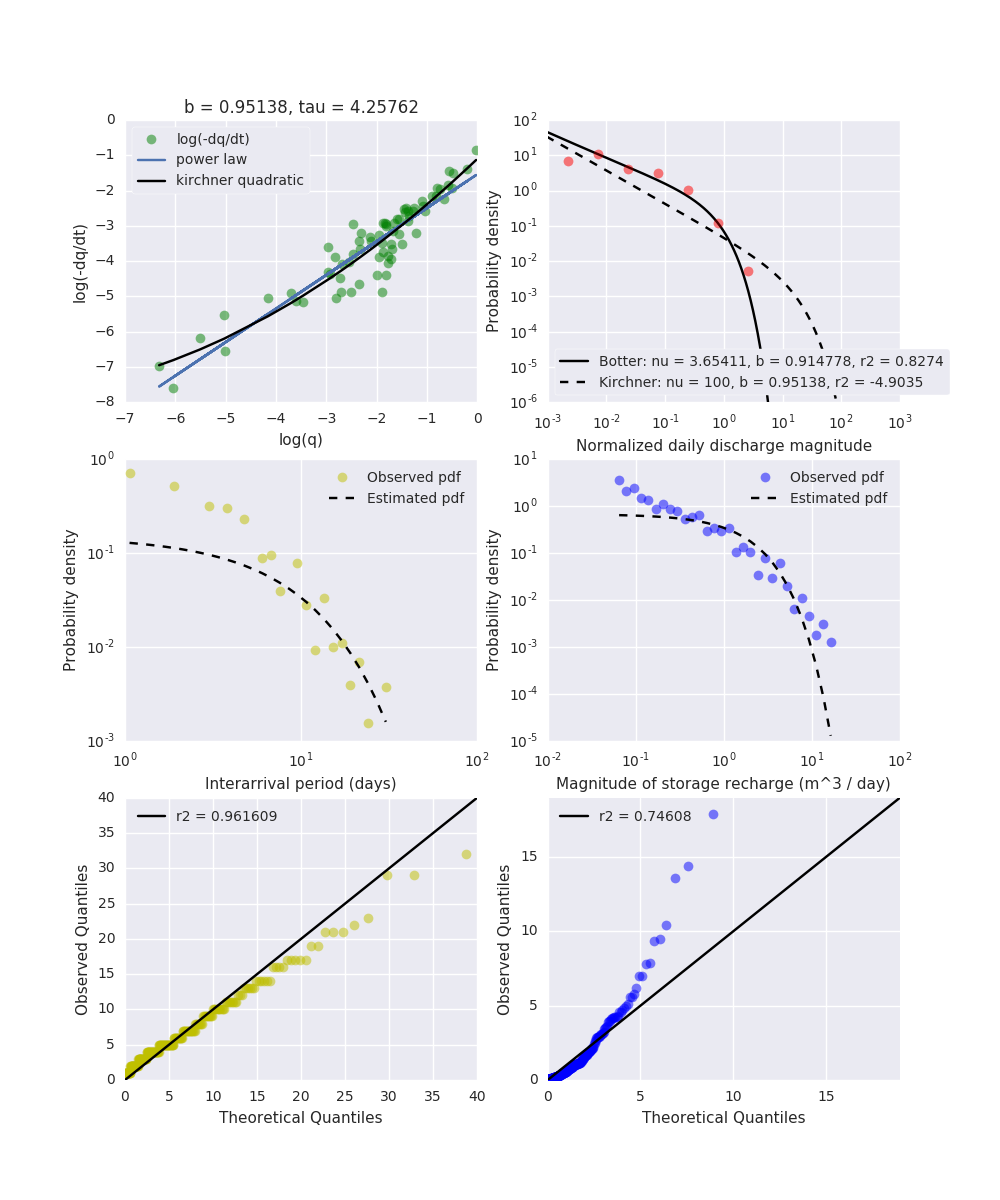 b = 0.95138, tau = 4.25762
0
−1
−2
−3
−4
−5
−6
−7
−8
log(-dq/dt)
log(-dq/dt)
power law
kirchner quadratic
−7 −6 −5 −4 −3 −2 −1 0
log(q)
10^2
10^1
10^0
10^-1
10^-2
10^-3
10^-4
10^-5
10^-6
Probability density
Botter: nu = 3.65411, b = 0.914778, r2 = 0.8274
Kirchner: nu = 100, b = 0.95138, r2 = -4.9035
10^-3 10^-2 10^-1 10^0 10^1 10^2 10^3
Normalized daily discharge magnitude
10^0
10^-1
10^-2
10^-3
Probability density
Observed pdf
Estimated pdf
10^0 10^1 10^2
Interarrival period (days)
10^1
10^0
10^-1
10^-2
10^-3
10^-4
10^-5
Probability density
Observed pdf
Estimated pdf
10^-2 10^-1 10^0 10^1 10^2
Magnitude of storage recharge (m^3 / day)
40
35
30
25
20
15
10
5
0
Observed Quantiles
r2 = 0.961609
0 5 10 15 20 25 30 35 40
Theoretical Quantiles
15
10
5
0
Observed Quantiles
r2 = 0.74608
0 5 10 15
Theoretical Quantiles